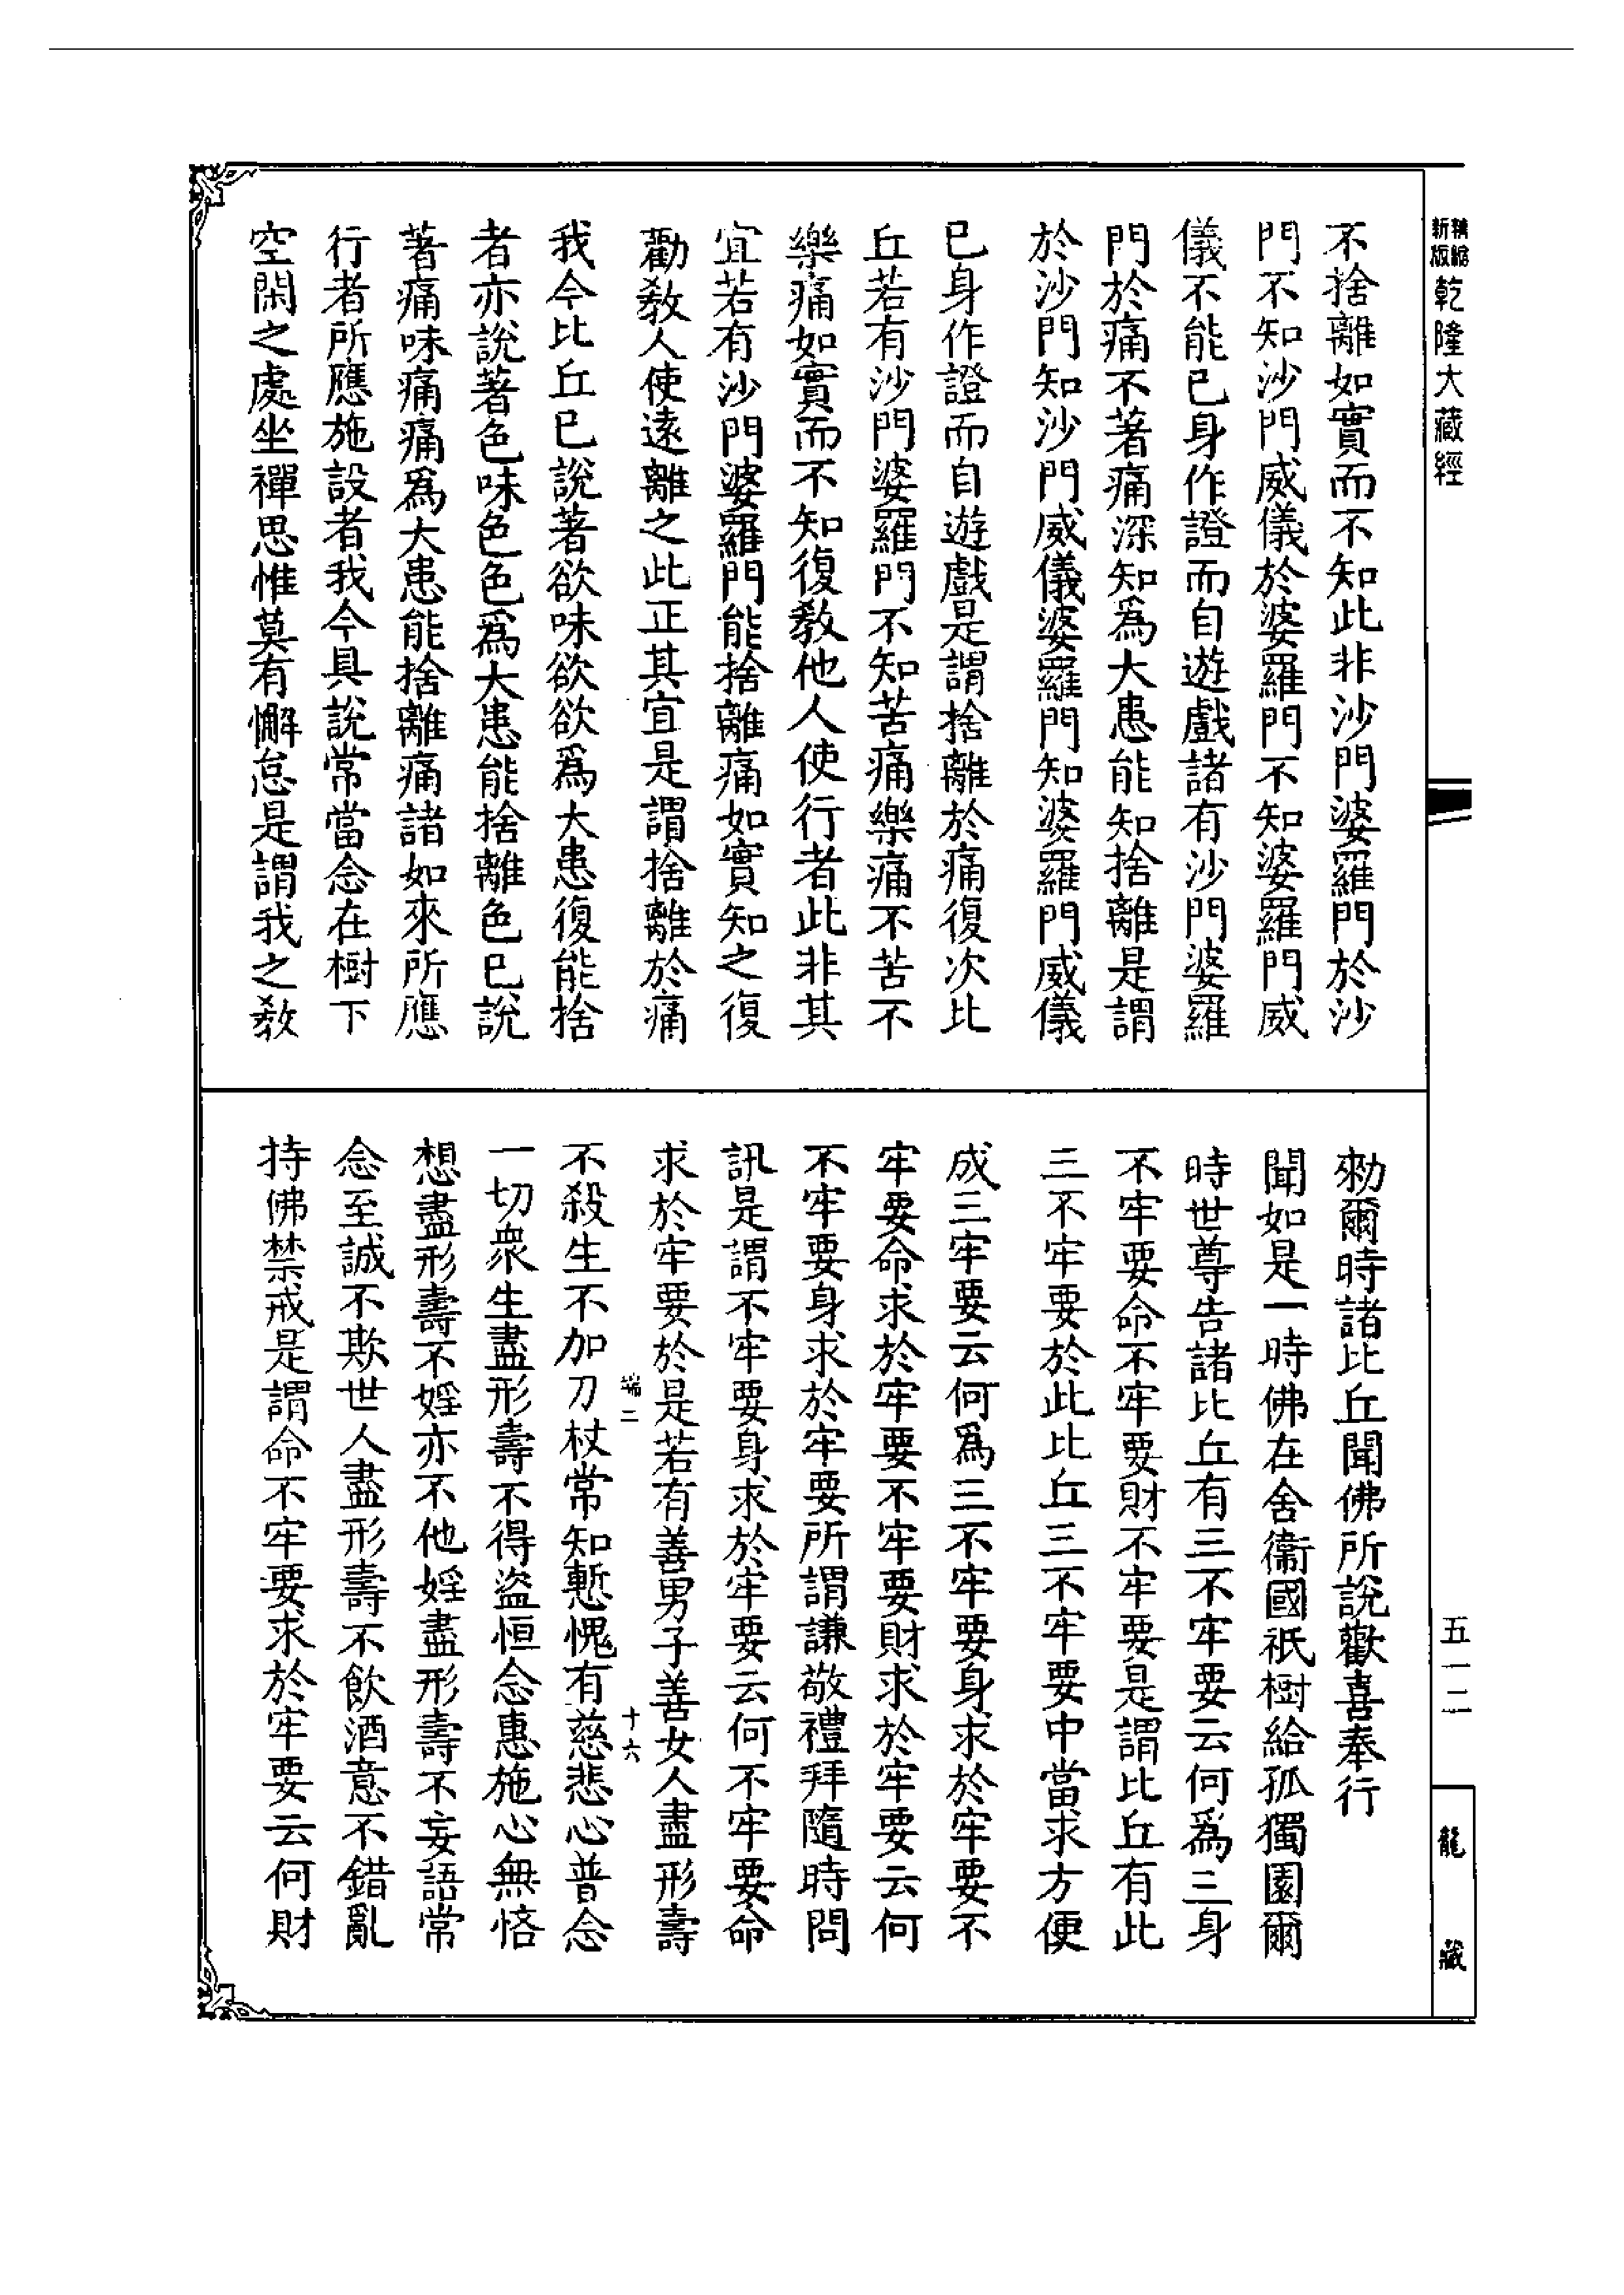 新版
精縮
乾隆大藏經
不捨離如實而不知此非沙門婆羅門於沙
門不知沙門威儀於婆羅門不知婆羅門威
儀不能已身作證而自遊戲諸有沙門婆羅
門於痛不著痛深知為大患能知捨離是謂
於沙門知沙門威儀婆羅門知婆羅門威儀
已身作證而自遊戲是謂捨離於痛復次比
丘若有沙門婆羅門不知苦痛樂痛不苦不
樂痛如實而不知復教他人使行者此非其
宜若有沙門婆羅門能捨離痛如實知之復
勸教人使遠離之此正其宜是謂捨離於痛
我今比丘已說著欲味欲欲為大患復能捨
者亦說著色味色色為大患能捨離色已說
著痛味痛痛為大患能捨離痛諸如來所應
行者所應施設者我今具說常當念在樹下
空閑之處坐禪思惟莫有懈怠是謂我之教
勑爾時諸比丘聞佛所說歡喜奉行
聞如是一時佛在舍衞國祇樹給孤獨園爾
時世尊告諸比丘有三不牢要云何為三身
不牢要命不牢要財不牢要是謂比丘有此
三不牢要於此比丘三不牢要中當求方便
成三牢要云何為三不牢要身求於牢要不
牢要命求於牢要不牢要財求於牢要云何
不牢要身求於牢要所謂謙敬禮拜隨時問
訊是謂不牢要身求於牢要云何不牢要命
求於牢要於是若有善男子善女人盡形壽
端二
十六
不殺生不加刀杖常知慙愧有慈悲心普念
一切衆生盡形壽不得盜恒念惠施心無悋
想盡形壽不婬亦不他婬盡形壽不妄語常
念至誠不欺世人盡形壽不飲酒意不錯亂
持佛禁戒是謂命不牢要求於牢要云何財
五一二
龍藏